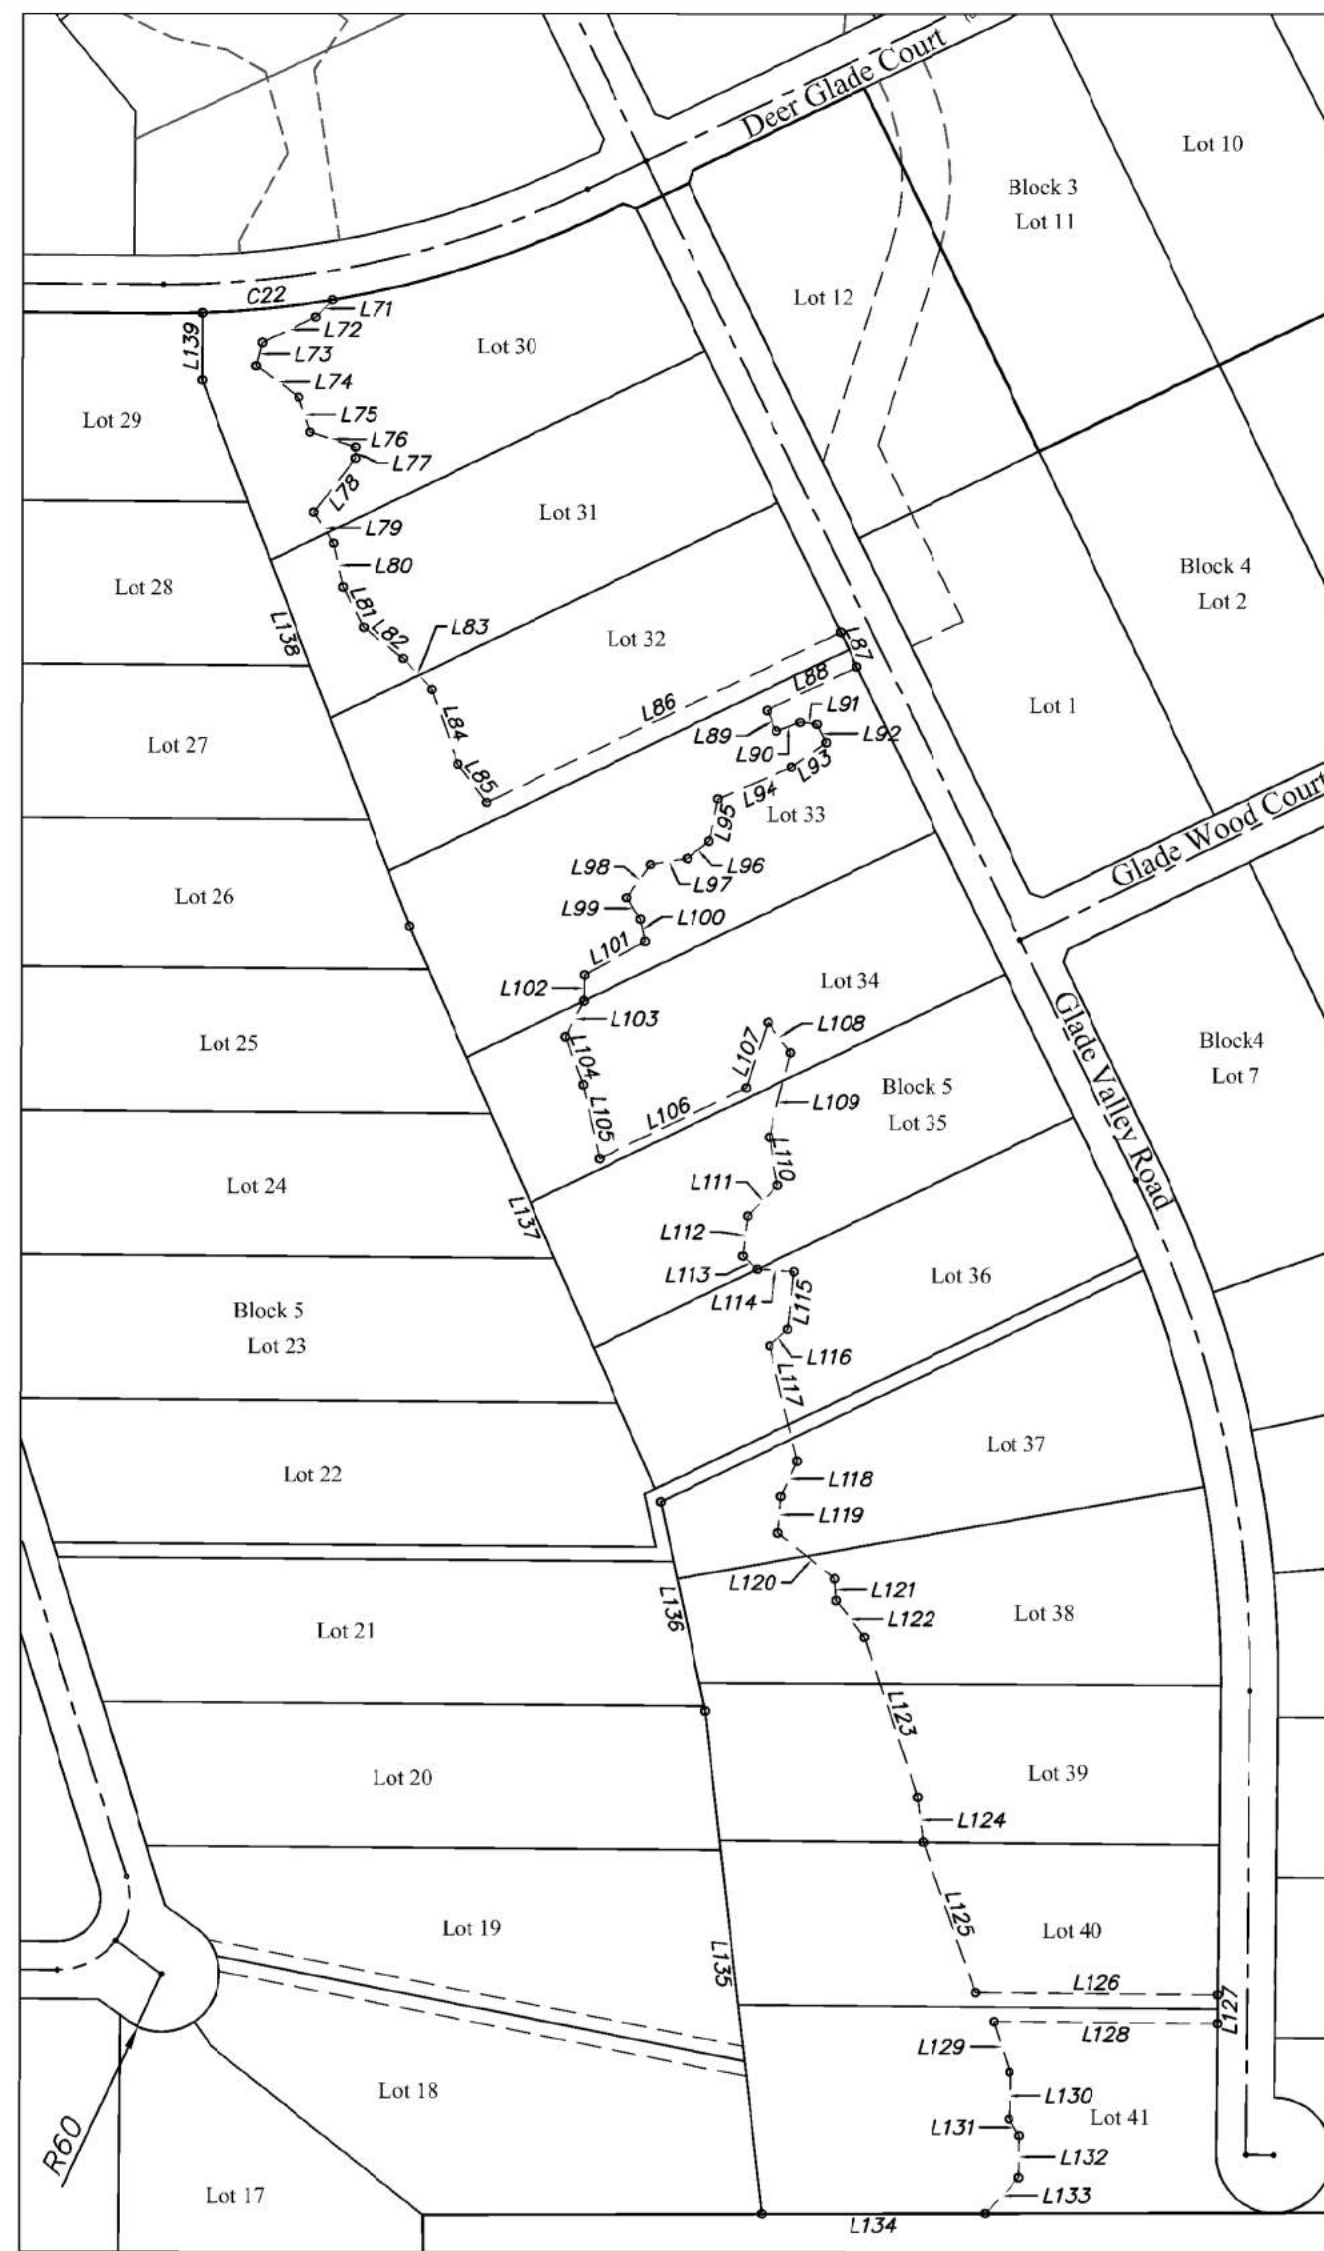 Deer Glade Court
Lot 10
Block 3
Lot 11
C22
L71
Lot 12
L72
L139
L73
Lot 30
L74
L75
Lot 29
L76
L77
L78
Lot 31
L79
L80
Block 4
Lot 28
Lot 2
L81
L138
L82
L83
Lot 32
L87
L88
L86
Lot 1
L91
L89
L92
L84
L90
Lot 27
L93
L85
L94
Lot 33
L95
Glade Wood Court
L98
L96
L97
Lot 26
L99
L100
L101
Lot 34
L102
L103
L108
Glade Valley Road
Lot 25
Block4
L104
L107
Lot 7
Block 5
L109
L106
Lot 35
L105
L110
Lot 24
L111
L137
L112
L113
Lot 36
L114
L115
Block 5
Lot 23
L116
L117
Lot 37
Lot 22
L118
L119
L120
L121
L136
Lot 38
L122
Lot 21
L123
Lot 39
Lot 20
L124
L125
Lot 19
Lot 40
L135
L126
L127
L128
L129
Lot 18
L130
Lot 41
L131
R60
L132
Lot 17
L133
L134